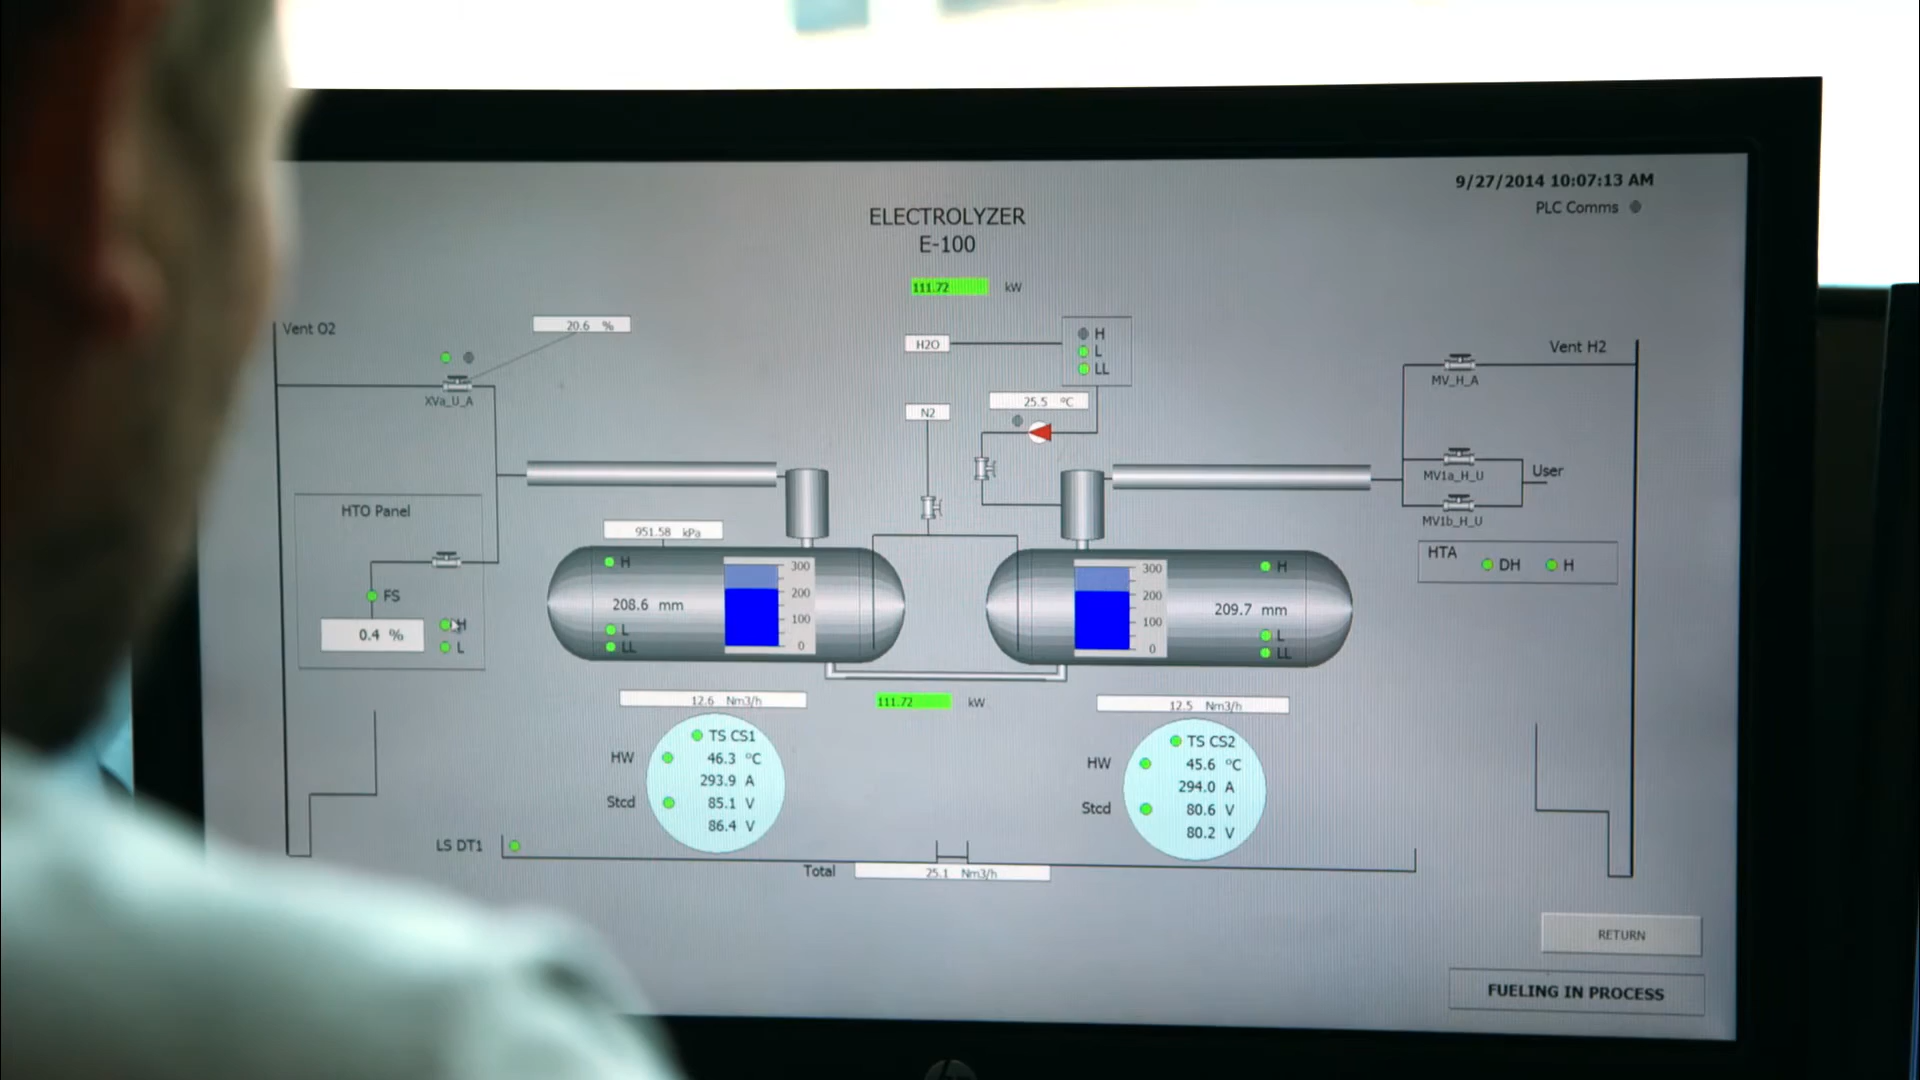 9/27/2014 10:07:13 AM
PLC Comms
ELECTROLYZER
E-100
111.72 kW
Vent O2
20.6 %
XVa_U_A
H2O
H
L
LL
25.5 ºC
N2
Vent H2
MV_H_A
MV1a_H_U
User
MV1b_H_U
HTA DH H
HTO Panel
FS
0.4 %
H
L
951.58 kPa
H
208.6 mm
L
LL
300
200
100
0
300
200
100
0
H
209.7 mm
L
LL
12.6 Nm3/h
111.72 kW
12.5 Nm3/h
TS CS1
HW 46.3 ºC
293.9 A
Stcd 85.1 V
86.4 V
TS CS2
HW 45.6 ºC
294.0 A
Stcd 80.6 V
80.2 V
LS DT1
Total 25.1 Nm3/h
RETURN
FUELING IN PROCESS
hp